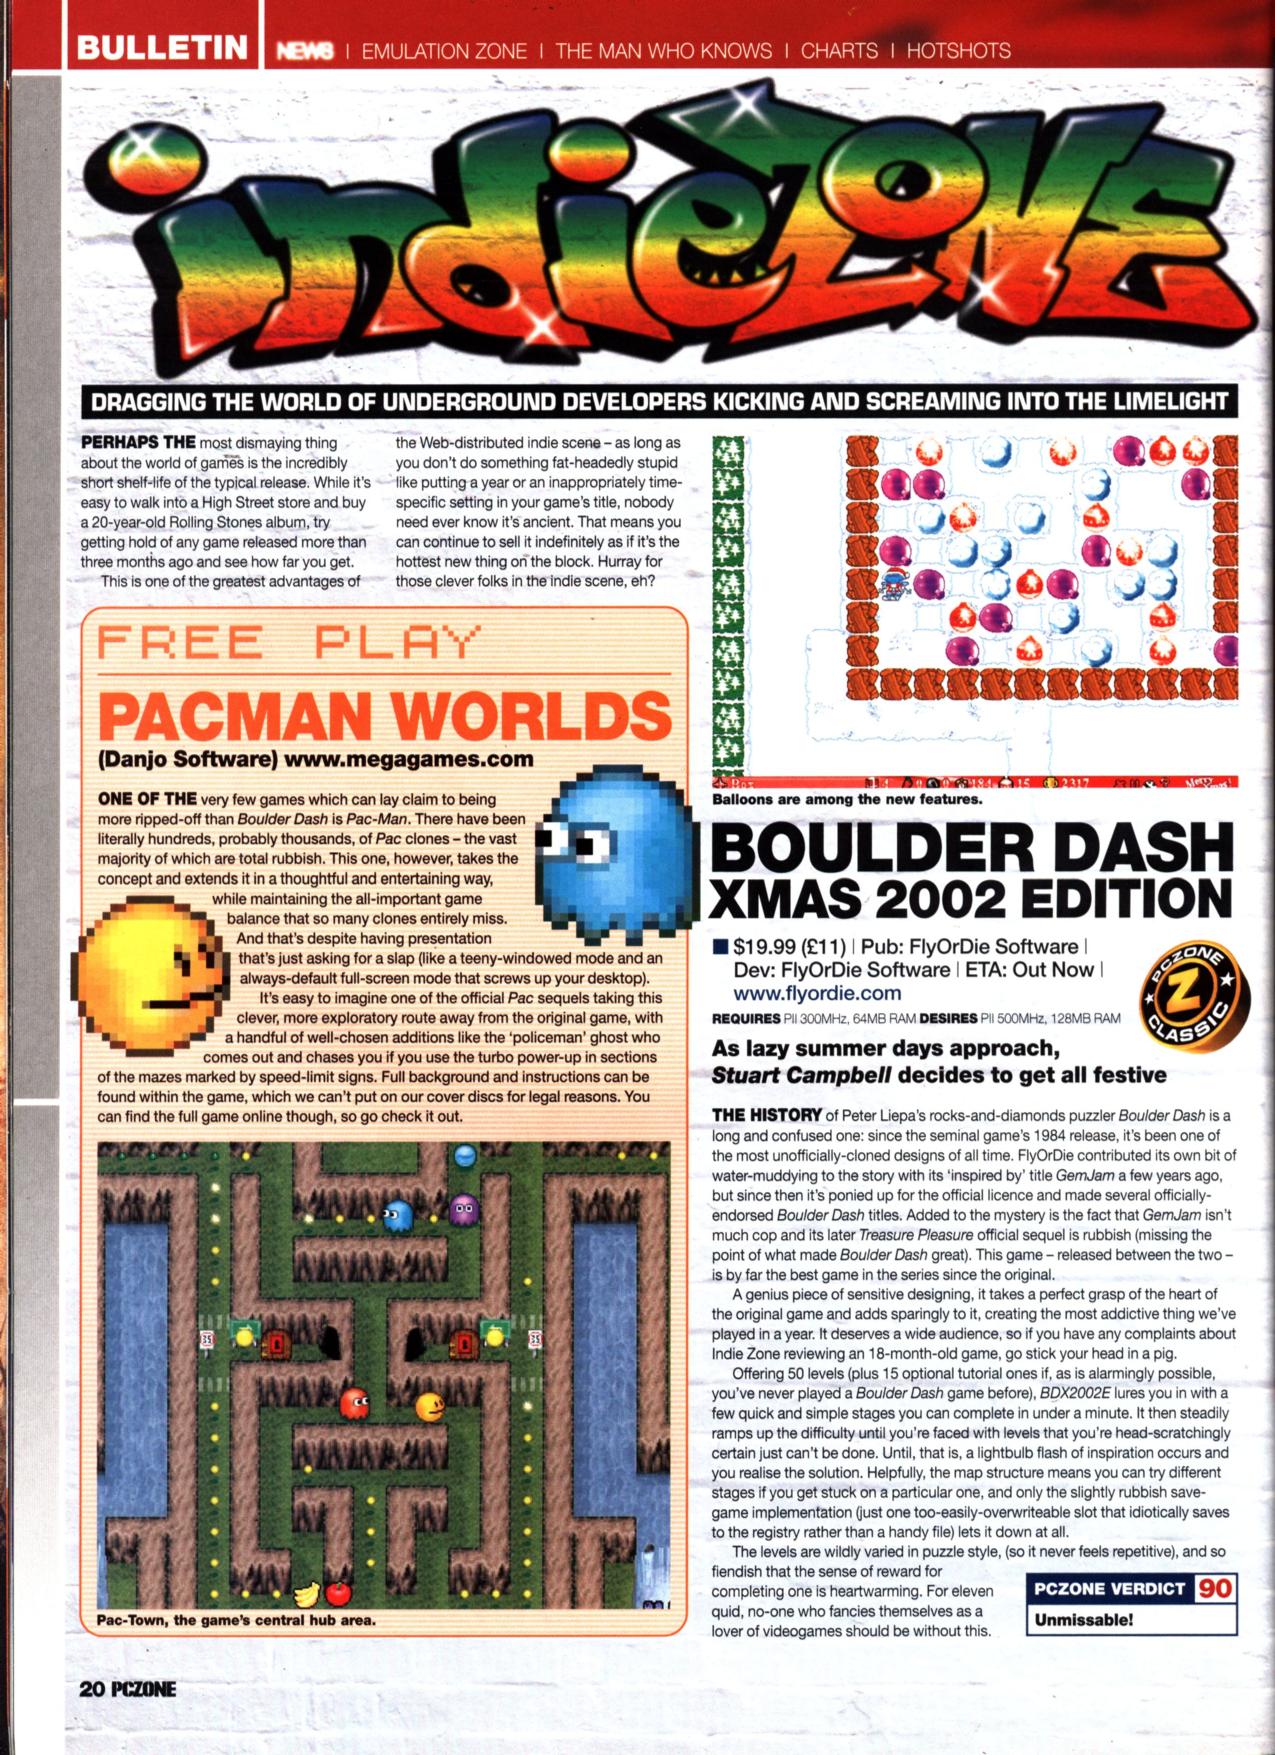 BULLETIN
NEWS | EMULATION ZONE | THE MAN WHO KNOWS | CHARTS | HOTSHOTS
indieZONE
DRAGGING THE WORLD OF UNDERGROUND DEVELOPERS KICKING AND SCREAMING INTO THE LIMELIGHT
PERHAPS THE most dismaying thing
about the world of games is the incredibly
short shelf-life of the typical release. While it's
easy to walk into a High Street store and buy
a 20-year-old Rolling Stones album, try
getting hold of any game released more than
three months ago and see how far you get.
This is one of the greatest advantages of
the Web-distributed indie scene – as long as
you don't do something fat-headedly stupid
like putting a year or an inappropriately time-
specific setting in your game's title, nobody
need ever know it's ancient. That means you
can continue to sell it indefinitely as if it's the
hottest new thing on the block. Hurray for
those clever folks in the indie scene, eh?
FREE PLAY
PACMAN WORLDS
(Danjo Software) www.megagames.com
ONE OF THE very few games which can lay claim to being
more ripped-off than Boulder Dash is Pac-Man. There have been
literally hundreds, probably thousands, of Pac clones – the vast
majority of which are total rubbish. This one, however, takes the
concept and extends it in a thoughtful and entertaining way,
while maintaining the all-important game
balance that so many clones entirely miss.
And that's despite having presentation
that's just asking for a slap (like a teeny-windowed mode and an
always-default full-screen mode that screws up your desktop).
It's easy to imagine one of the official Pac sequels taking this
clever, more exploratory route away from the original game, with
a handful of well-chosen additions like the 'policeman' ghost who
comes out and chases you if you use the turbo power-up in sections
of the mazes marked by speed-limit signs. Full background and instructions can be
found within the game, which we can't put on our cover discs for legal reasons. You
can find the full game online though, so go check it out.
35
35
Pac-Town, the game's central hub area.
Box
184
15
2317
Merry
Balloons are among the new features.
BOULDER DASH
XMAS 2002 EDITION
$19.99 (£11) | Pub: FlyOrDie Software |
Dev: FlyOrDie Software | ETA: Out Now |
www.flyordie.com
PCZONE
Z
CLASSIC
REQUIRES PII 300MHz, 64MB RAM DESIRES PII 500MHz, 128MB RAM
As lazy summer days approach,
Stuart Campbell decides to get all festive
THE HISTORY of Peter Liepa's rocks-and-diamonds puzzler Boulder Dash is a
long and confused one: since the seminal game's 1984 release, it's been one of
the most unofficially-cloned designs of all time. FlyOrDie contributed its own bit of
water-muddying to the story with its 'inspired by' title GemJam a few years ago,
but since then it's ponied up for the official licence and made several officially-
endorsed Boulder Dash titles. Added to the mystery is the fact that GemJam isn't
much cop and its later Treasure Pleasure official sequel is rubbish (missing the
point of what made Boulder Dash great). This game – released between the two –
is by far the best game in the series since the original.
A genius piece of sensitive designing, it takes a perfect grasp of the heart of
the original game and adds sparingly to it, creating the most addictive thing we've
played in a year. It deserves a wide audience, so if you have any complaints about
Indie Zone reviewing an 18-month-old game, go stick your head in a pig.
Offering 50 levels (plus 15 optional tutorial ones if, as is alarmingly possible,
you've never played a Boulder Dash game before), BDX2002E lures you in with a
few quick and simple stages you can complete in under a minute. It then steadily
ramps up the difficulty until you're faced with levels that you're head-scratchingly
certain just can't be done. Until, that is, a lightbulb flash of inspiration occurs and
you realise the solution. Helpfully, the map structure means you can try different
stages if you get stuck on a particular one, and only the slightly rubbish save-
game implementation (just one too-easily-overwriteable slot that idiotically saves
to the registry rather than a handy file) lets it down at all.
The levels are wildly varied in puzzle style, (so it never feels repetitive), and so
fiendish that the sense of reward for
completing one is heartwarming. For eleven
quid, no-one who fancies themselves as a
lover of videogames should be without this.
PCZONE VERDICT 90
Unmissable!
20 PCZONE